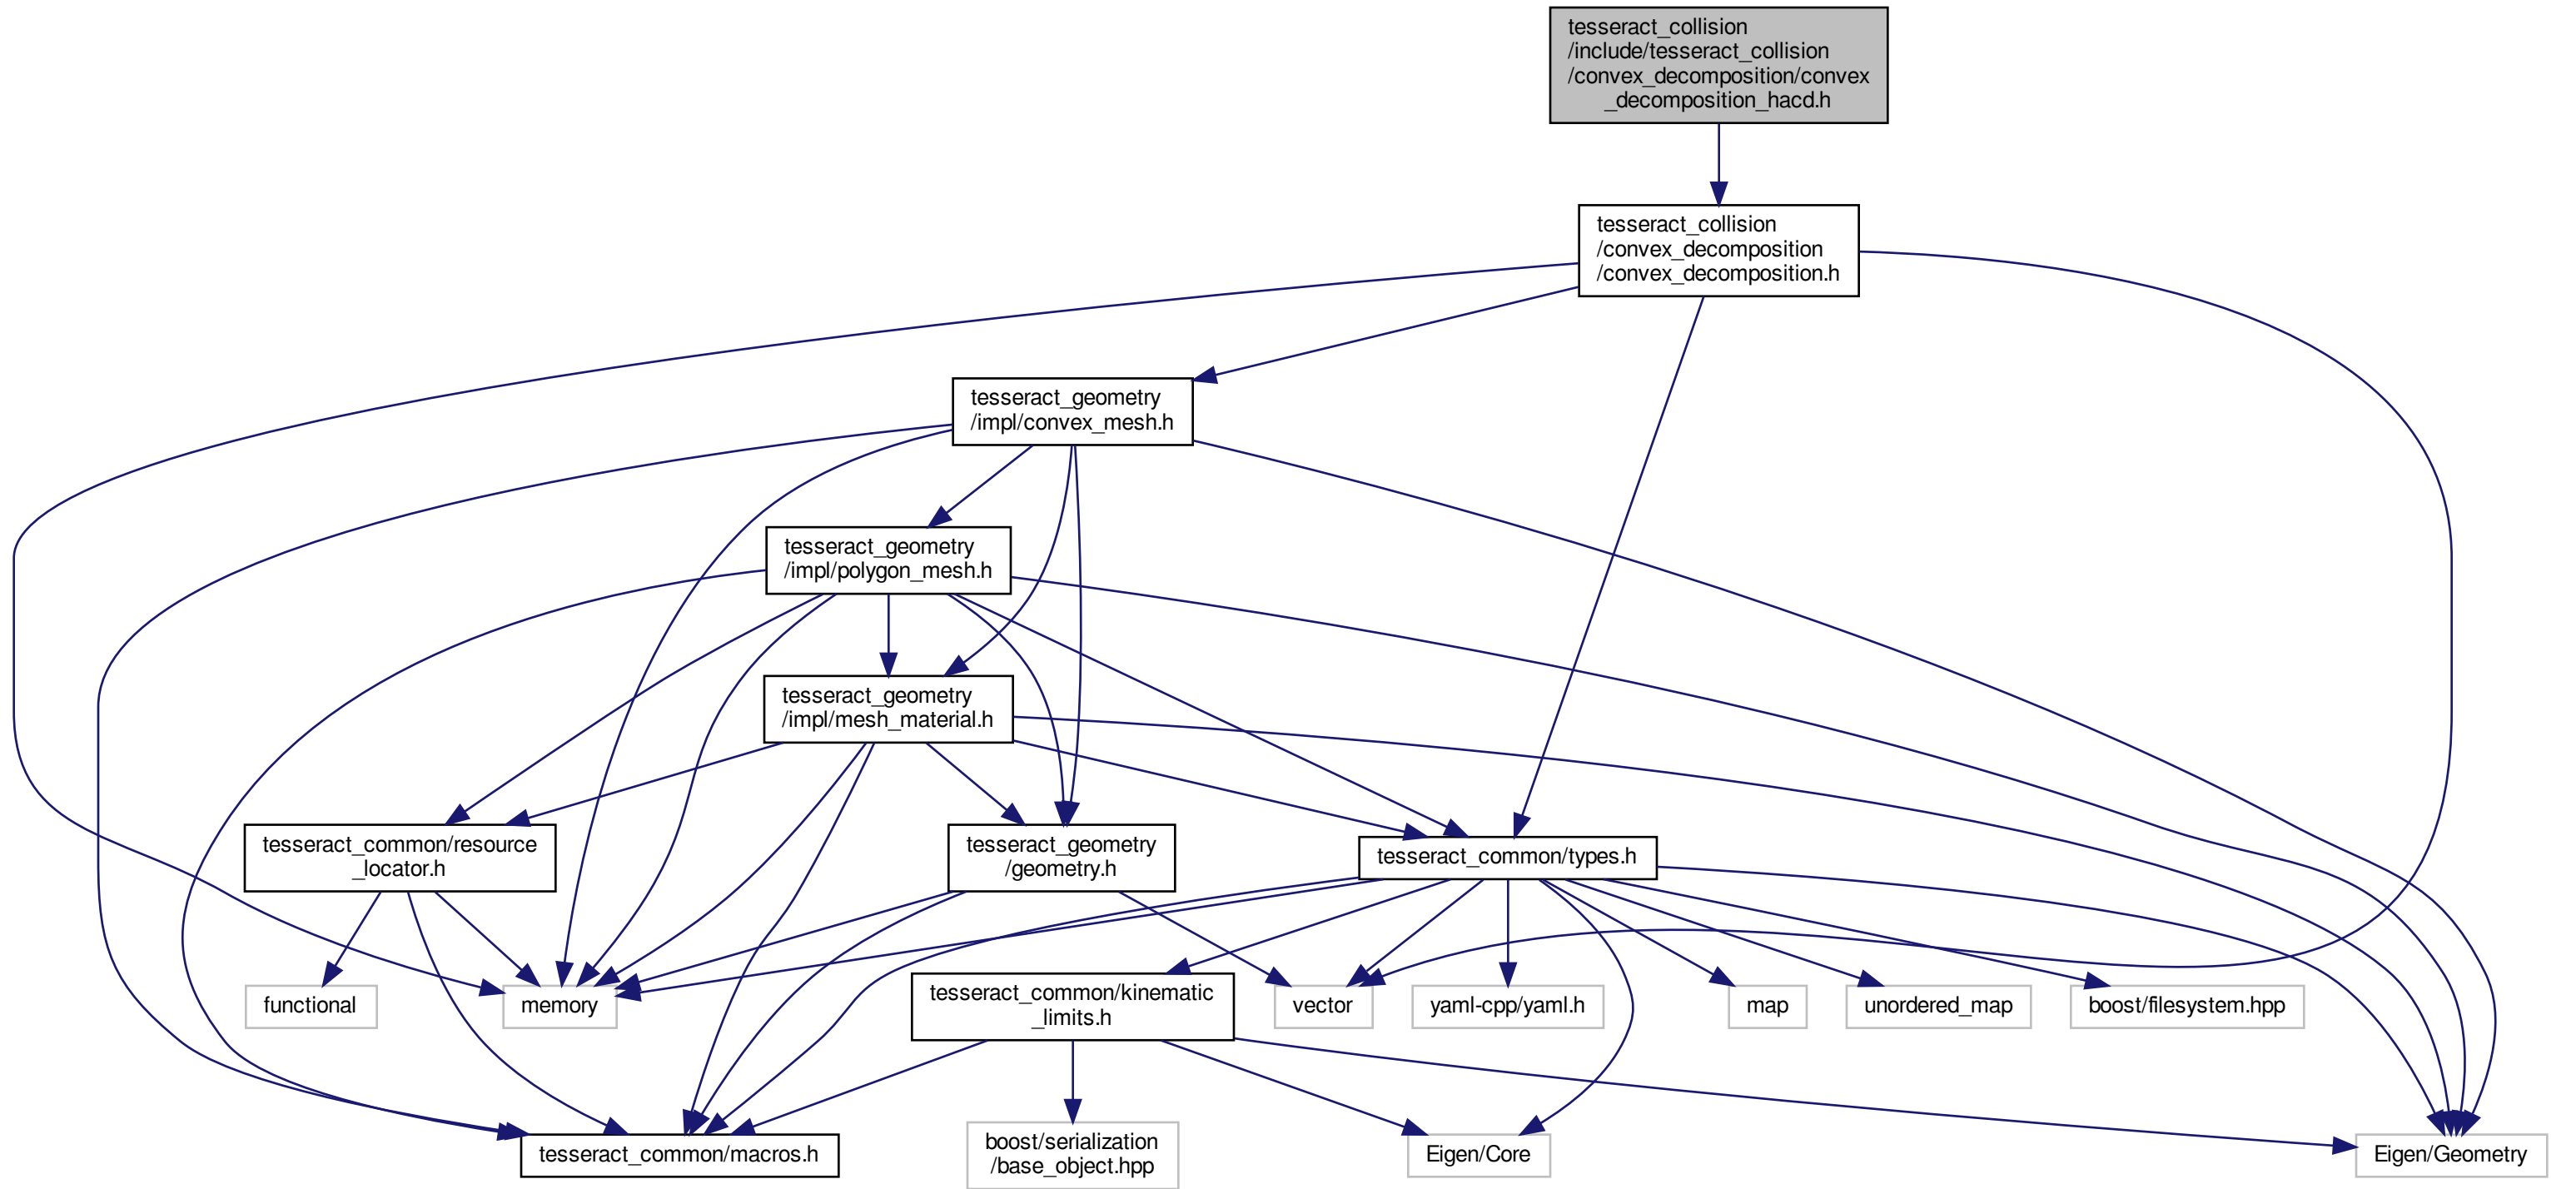 tesseract_collision
/include/tesseract_collision
/convex_decomposition/convex
_decomposition_hacd.h
tesseract_collision
/convex_decomposition
/convex_decomposition.h
tesseract_geometry
/impl/convex_mesh.h
tesseract_geometry
/impl/polygon_mesh.h
tesseract_geometry
/impl/mesh_material.h
tesseract_common/resource
_locator.h
tesseract_geometry
/geometry.h
tesseract_common/types.h
functional
memory
tesseract_common/kinematic
_limits.h
vector
yaml-cpp/yaml.h
map
unordered_map
boost/filesystem.hpp
tesseract_common/macros.h
boost/serialization
/base_object.hpp
Eigen/Core
Eigen/Geometry